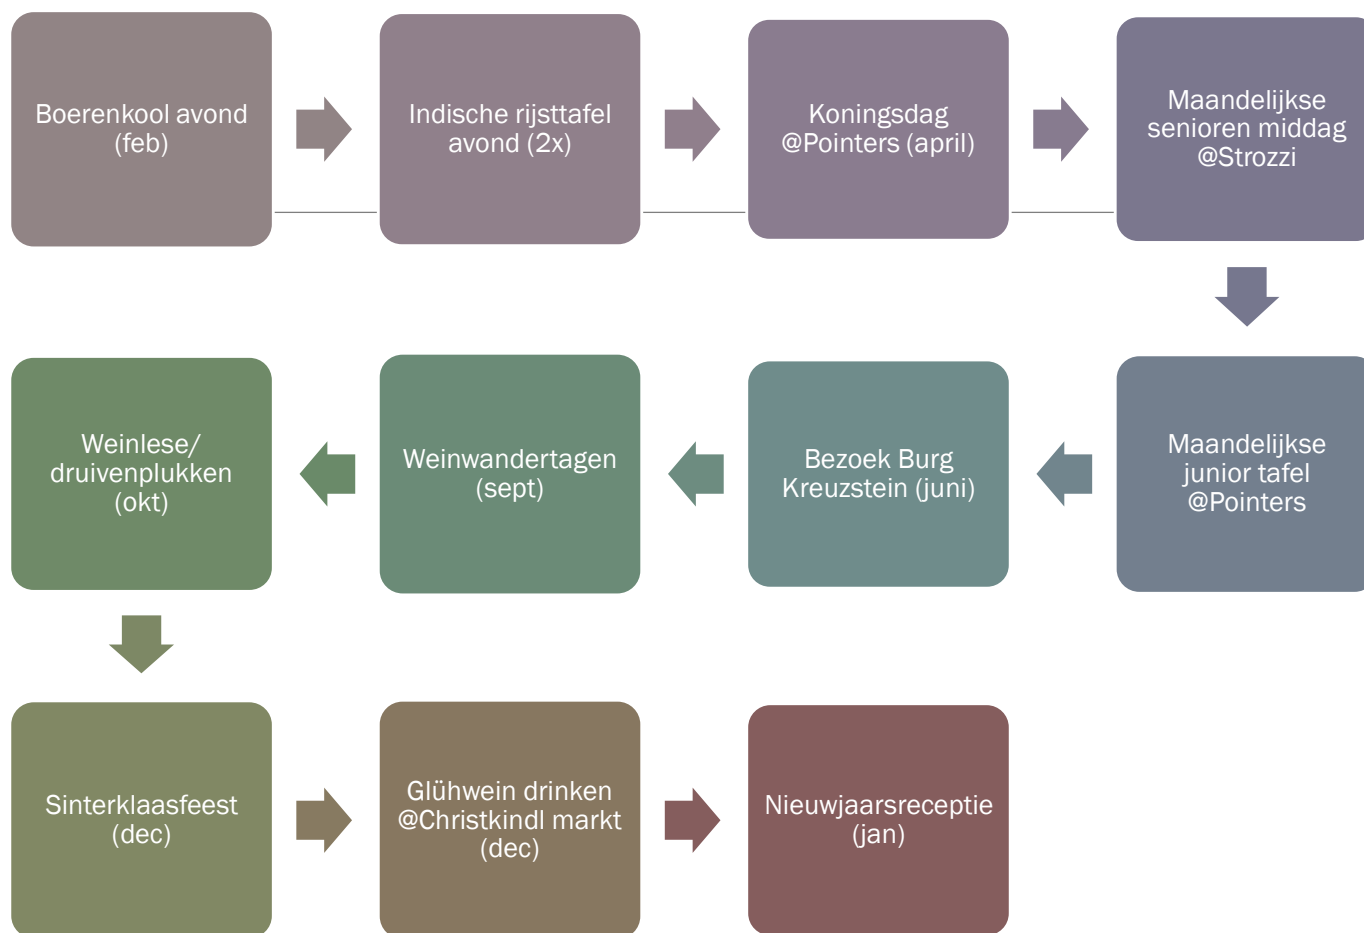 Boerenkool avond
(feb)
Indische rijsttafel
avond (2x)
Koningsdag
@Pointers (april)
Maandelijkse
senioren middag
@Strozzi
Maandelijkse
junior tafel
@Pointers
Bezoek Burg
Kreuzstein (juni)
Weinwandertagen
(sept)
Weinlese/
druivenplukken
(okt)
Sinterklaasfeest
(dec)
Glühwein drinken
@Christkindl markt
(dec)
Nieuwjaarsreceptie
(jan)